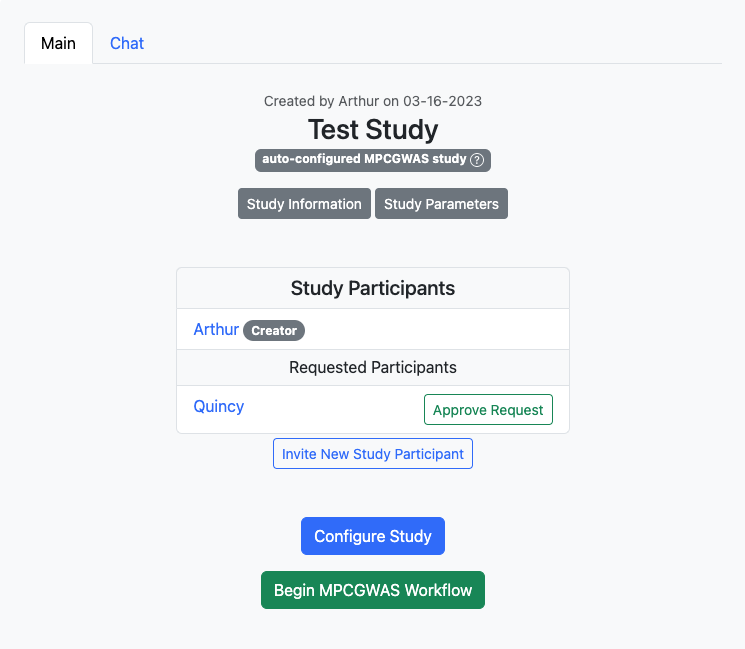 Main Chat
Created by Arthur on 03-16-2023
Test Study
auto-configured MPCGWAS study ?
Study Information Study Parameters
Study Participants
Arthur Creator
Requested Participants
Quincy Approve Request
Invite New Study Participant
Configure Study
Begin MPCGWAS Workflow